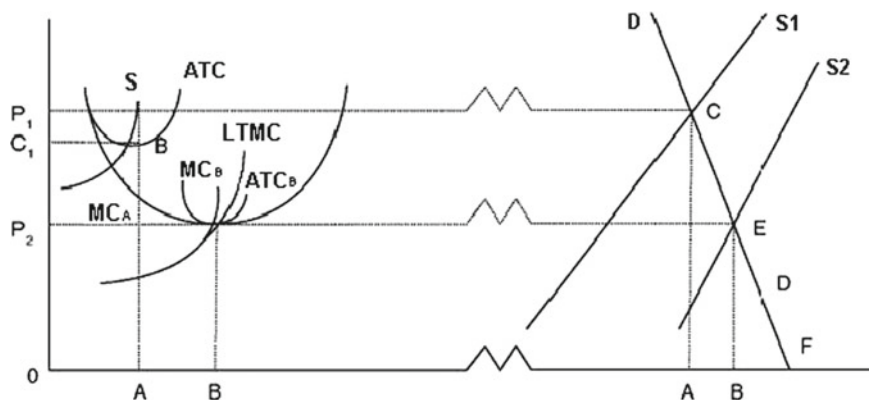 D S1
S2
S ATC
P1 C
C1 B
LTMC
MCB ATCB
MCA
P2 E
D
F
0 A B A B